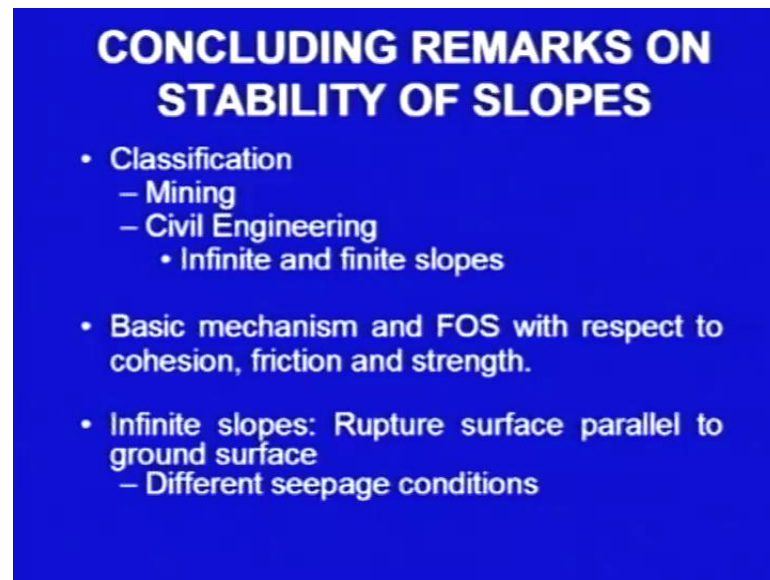 CONCLUDING REMARKS ON
STABILITY OF SLOPES
• Classification
– Mining
– Civil Engineering
• Infinite and finite slopes
• Basic mechanism and FOS with respect to
cohesion, friction and strength.
• Infinite slopes: Rupture surface parallel to
ground surface
– Different seepage conditions